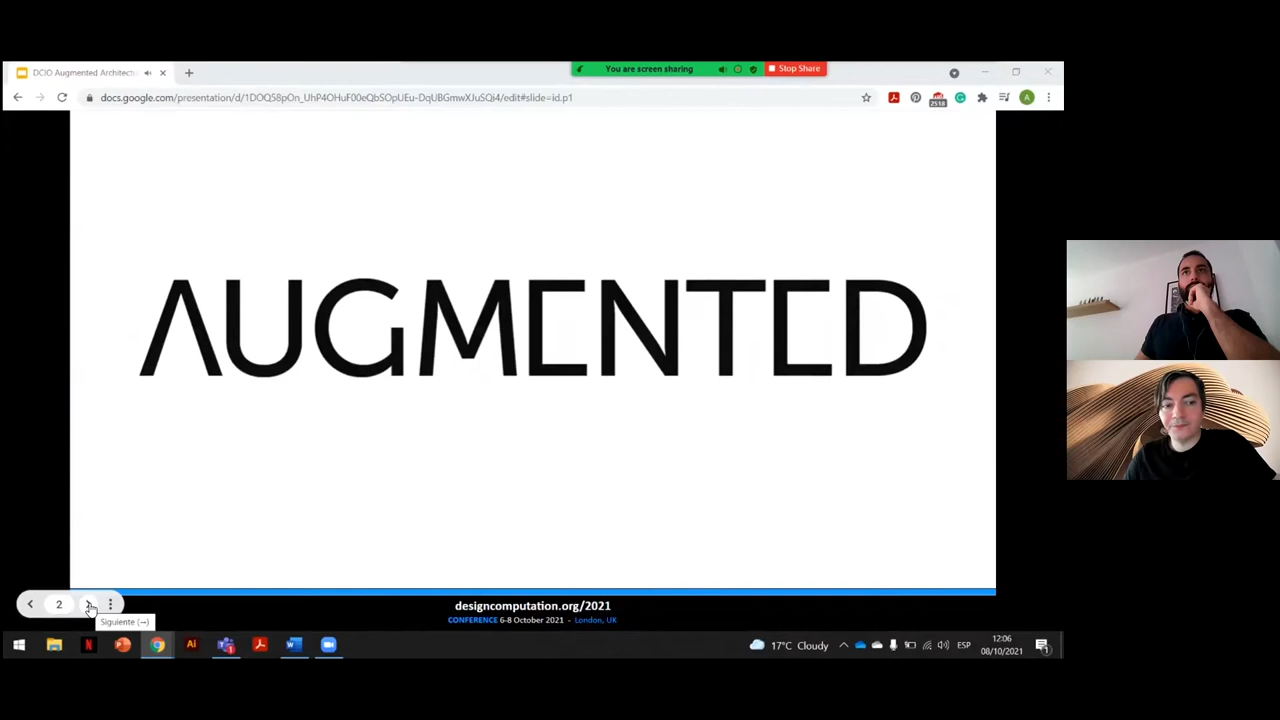 DCIO Augmented Architectu
You are screen sharing
Stop Share
docs.google.com/presentation/d/1DOQ58pOn_UhP4OHuF00eQbSOpUEu-DqUBGmwXJuSQi4/edit#slide=id.p1
2518
A
AUGMENTED
2
Siguiente (→)
designcomputation.org/2021
CONFERENCE 6-8 October 2021 - London, UK
17°C Cloudy
ESP
12:06
08/10/2021